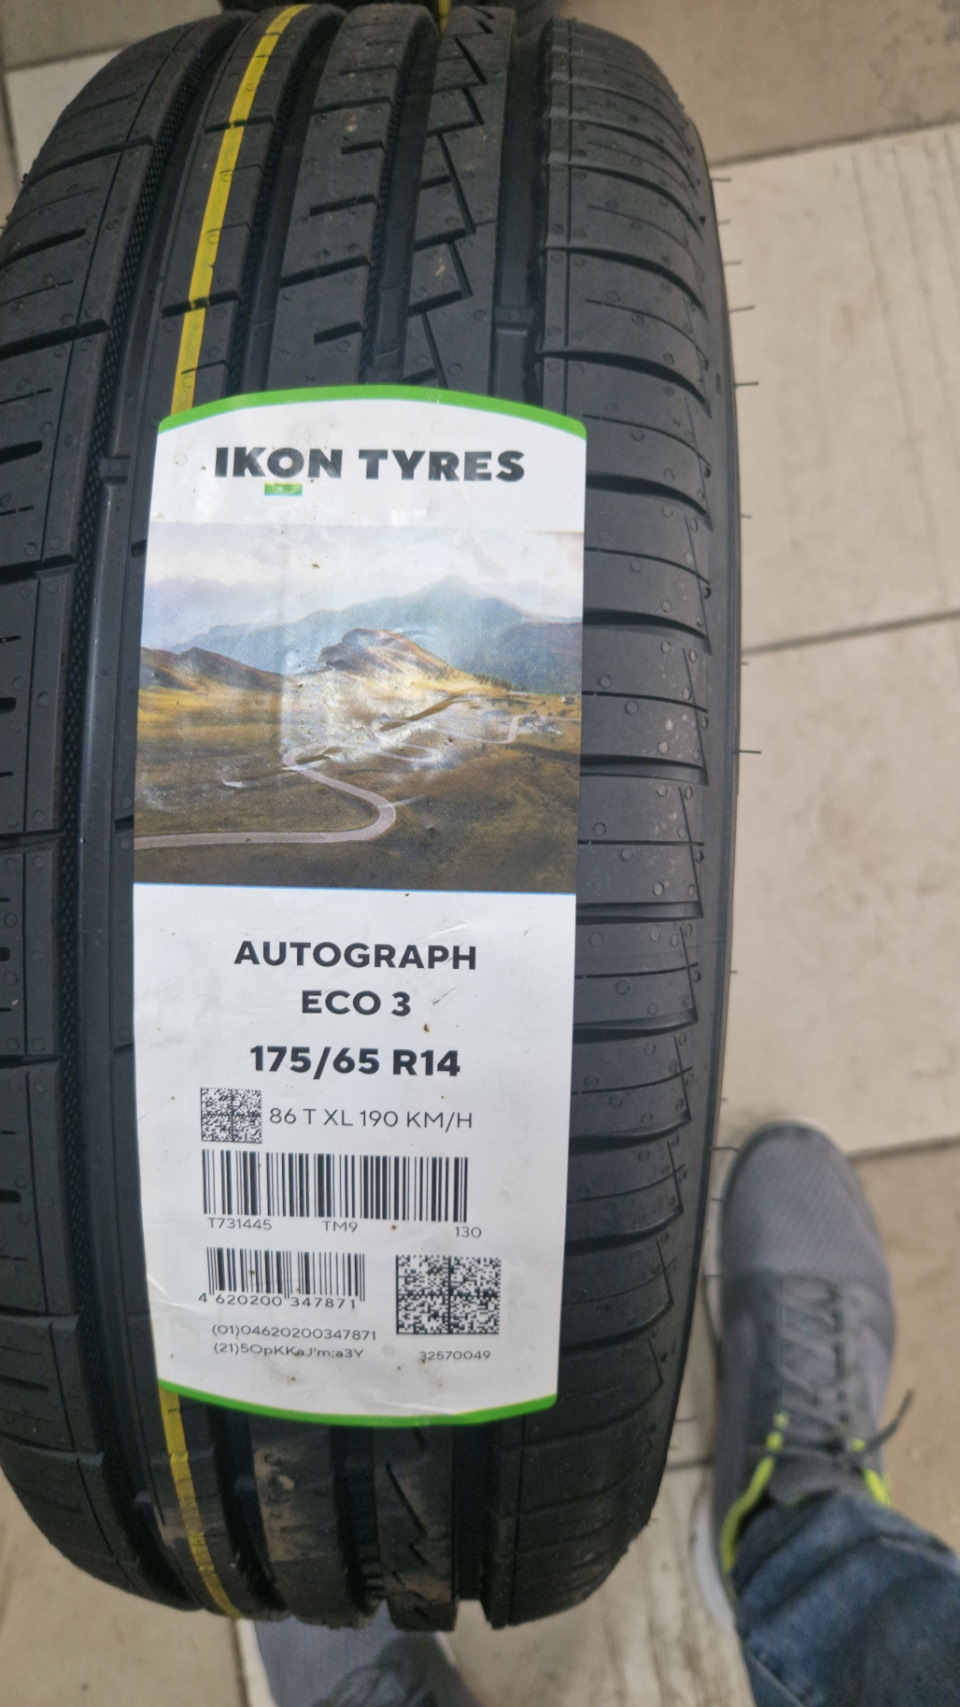 IKON TYRES
AUTOGRAPH
ECO 3
175/65 R14
86 T XL 190 KM/H
T731445 TM9 130
4 620200 347871
(01)04620200347871
(21)5OpKKaJ'm;a3Y 32570049